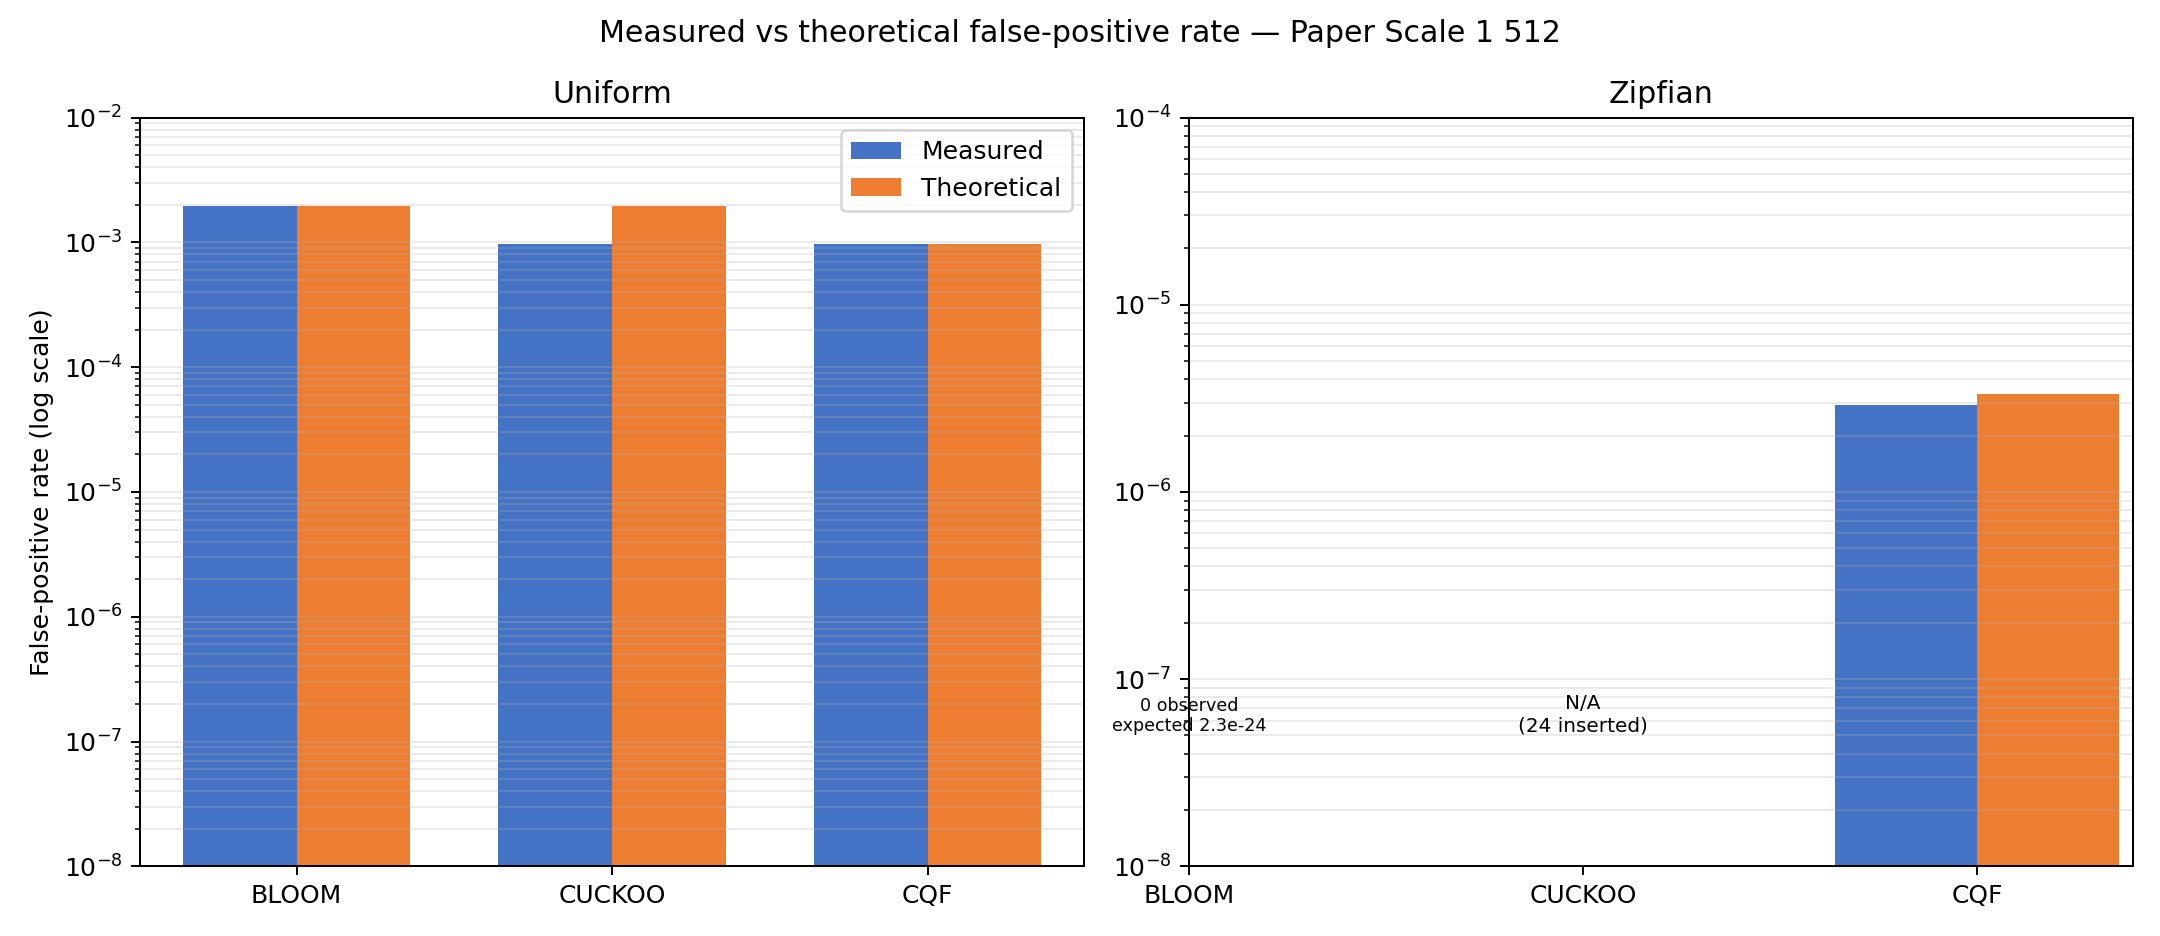 Measured vs theoretical false-positive rate — Paper Scale 1 512
Uniform
False-positive rate (log scale)
10⁻²
10⁻³
10⁻⁴
10⁻⁵
10⁻⁶
10⁻⁷
10⁻⁸
Measured
Theoretical
BLOOM CUCKOO CQF
Zipfian
10⁻⁴
10⁻⁵
10⁻⁶
10⁻⁷
10⁻⁸
0 observed
expected 2.3e-24
N/A
(24 inserted)
BLOOM CUCKOO CQF